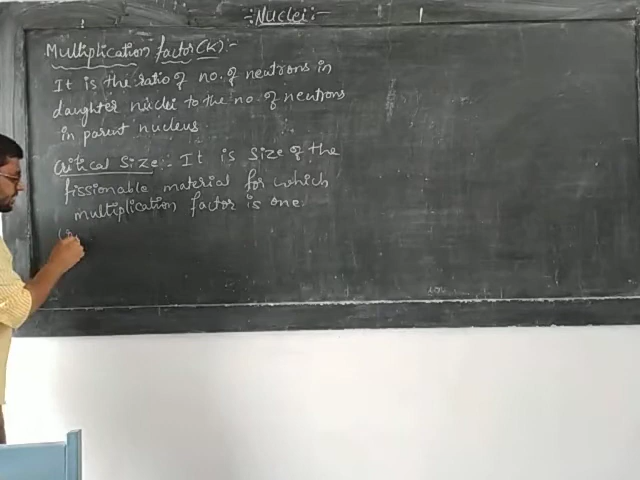 -: Nuclei :-
Multiplication factor (K) :-
It is the ratio of no. of neutrons in
daughter nuclei to the no. of neutrons
in parent nucleus.
Critical Size :- It is size of the
fissionable material for which
multiplication factor is one.